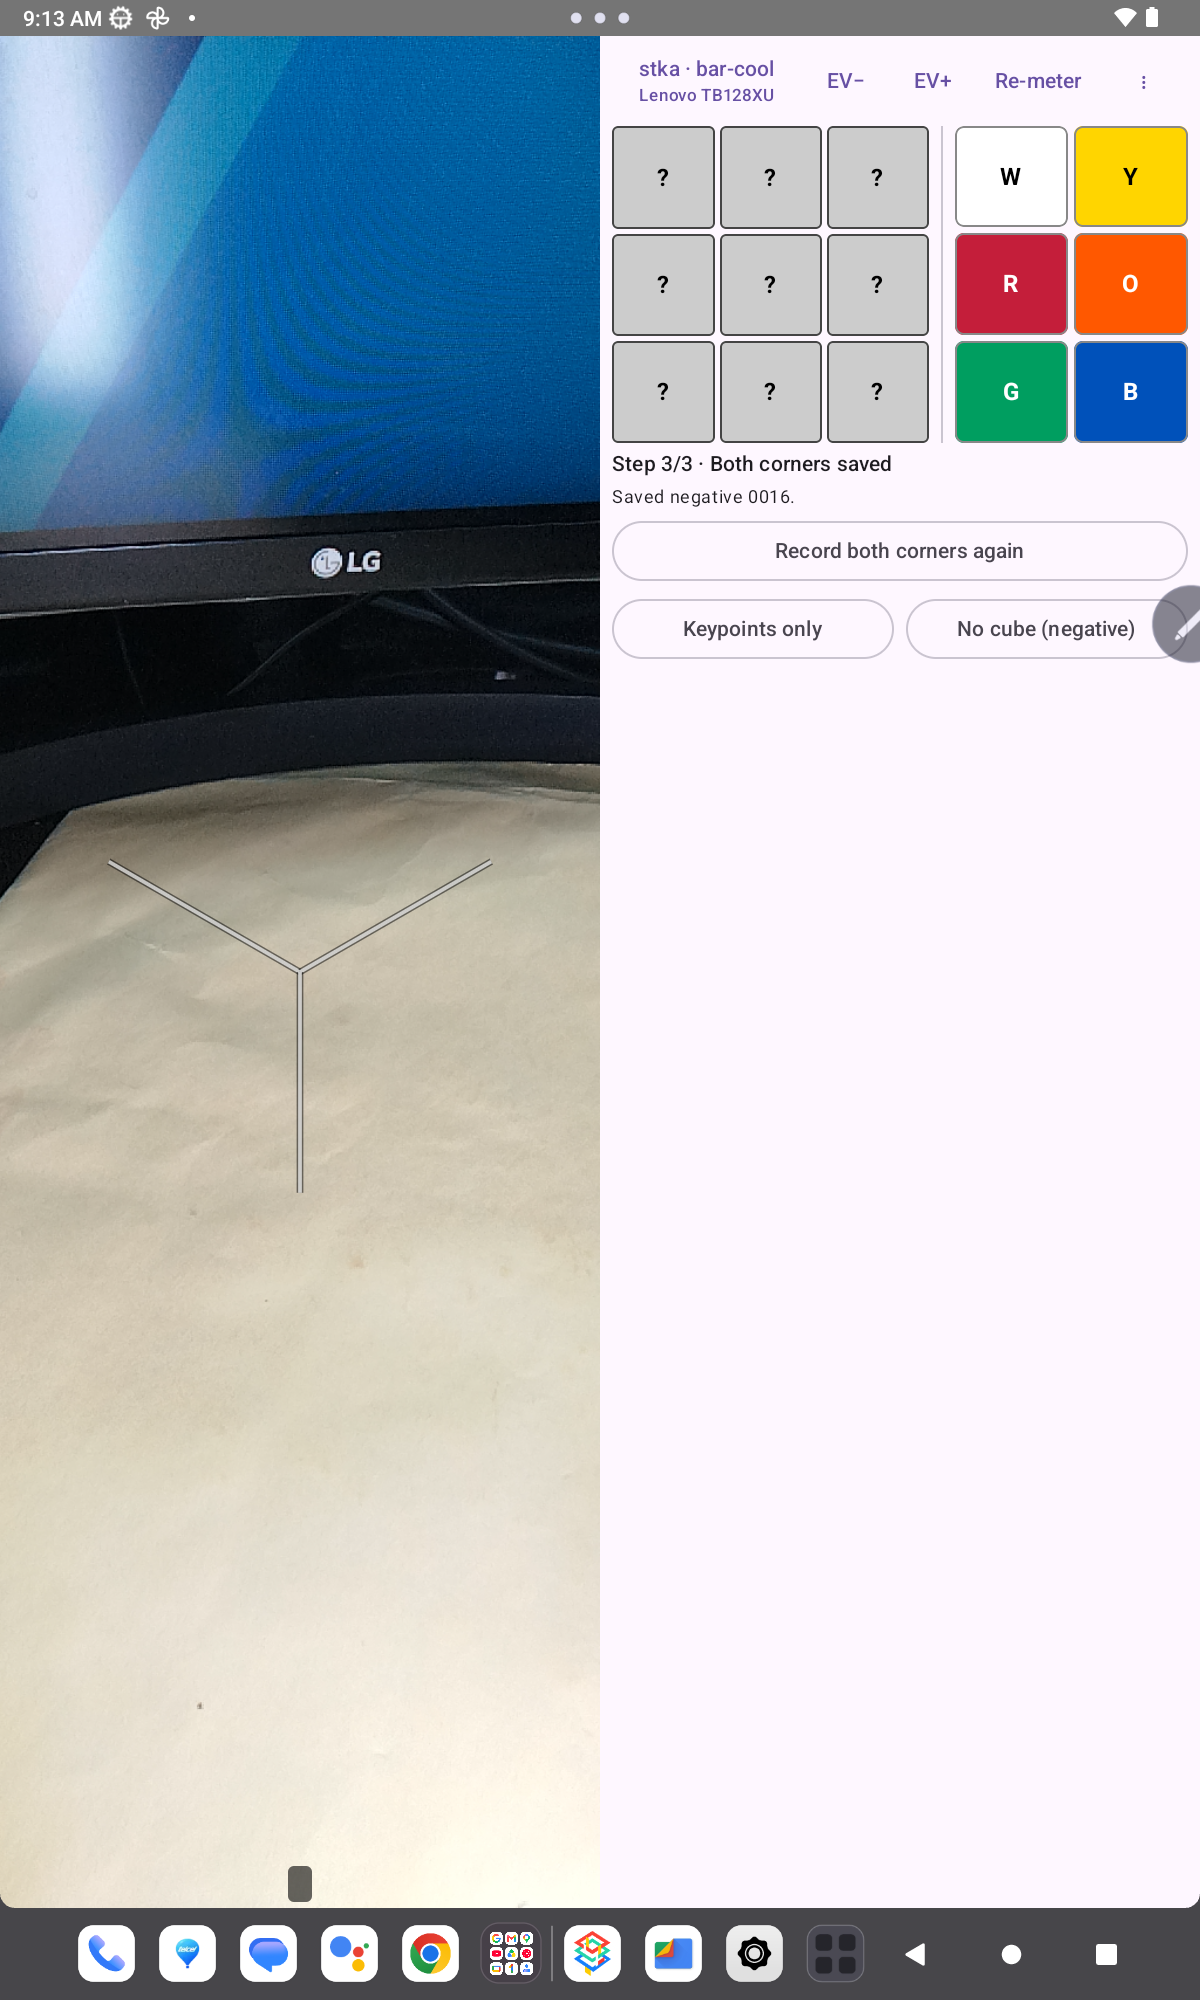 9:13 AM
stka · bar-cool
Lenovo TB128XU
EV−
EV+
Re-meter
? ? ? W Y
? ? ? R O
? ? ? G B
Step 3/3 · Both corners saved
Saved negative 0016.
Record both corners again
Keypoints only
No cube (negative)
LG